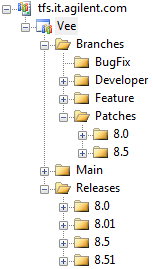 tfs.it.agilent.com
Vee
Branches
BugFix
Developer
Feature
Patches
8.0
8.5
Main
Releases
8.0
8.01
8.5
8.51